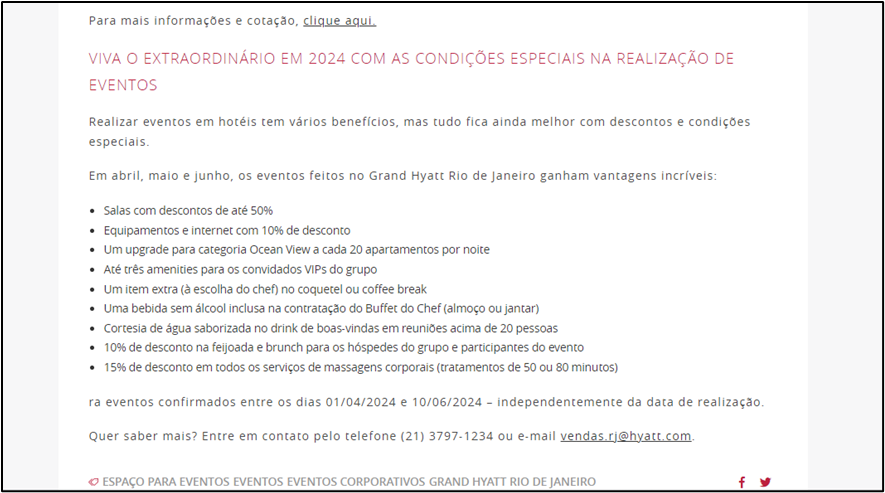 Para mais informações e cotação, clique aqui.
VIVA O EXTRAORDINÁRIO EM 2024 COM AS CONDIÇÕES ESPECIAIS NA REALIZAÇÃO DE
EVENTOS
Realizar eventos em hotéis tem vários benefícios, mas tudo fica ainda melhor com descontos e condições
especiais.
Em abril, maio e junho, os eventos feitos no Grand Hyatt Rio de Janeiro ganham vantagens incríveis:
• Salas com descontos de até 50%
• Equipamentos e internet com 10% de desconto
• Um upgrade para categoria Ocean View a cada 20 apartamentos por noite
• Até três amenities para os convidados VIPs do grupo
• Um item extra (à escolha do chef) no coquetel ou coffee break
• Uma bebida sem álcool inclusa na contratação do Buffet do Chef (almoço ou jantar)
• Cortesia de água saborizada no drink de boas-vindas em reuniões acima de 20 pessoas
• 10% de desconto na feijoada e brunch para os hóspedes do grupo e participantes do evento
• 15% de desconto em todos os serviços de massagens corporais (tratamentos de 50 ou 80 minutos)
ra eventos confirmados entre os dias 01/04/2024 e 10/06/2024 – independentemente da data de realização.
Quer saber mais? Entre em contato pelo telefone (21) 3797-1234 ou e-mail vendas.rj@hyatt.com.
ESPAÇO PARA EVENTOS EVENTOS EVENTOS CORPORATIVOS GRAND HYATT RIO DE JANEIRO